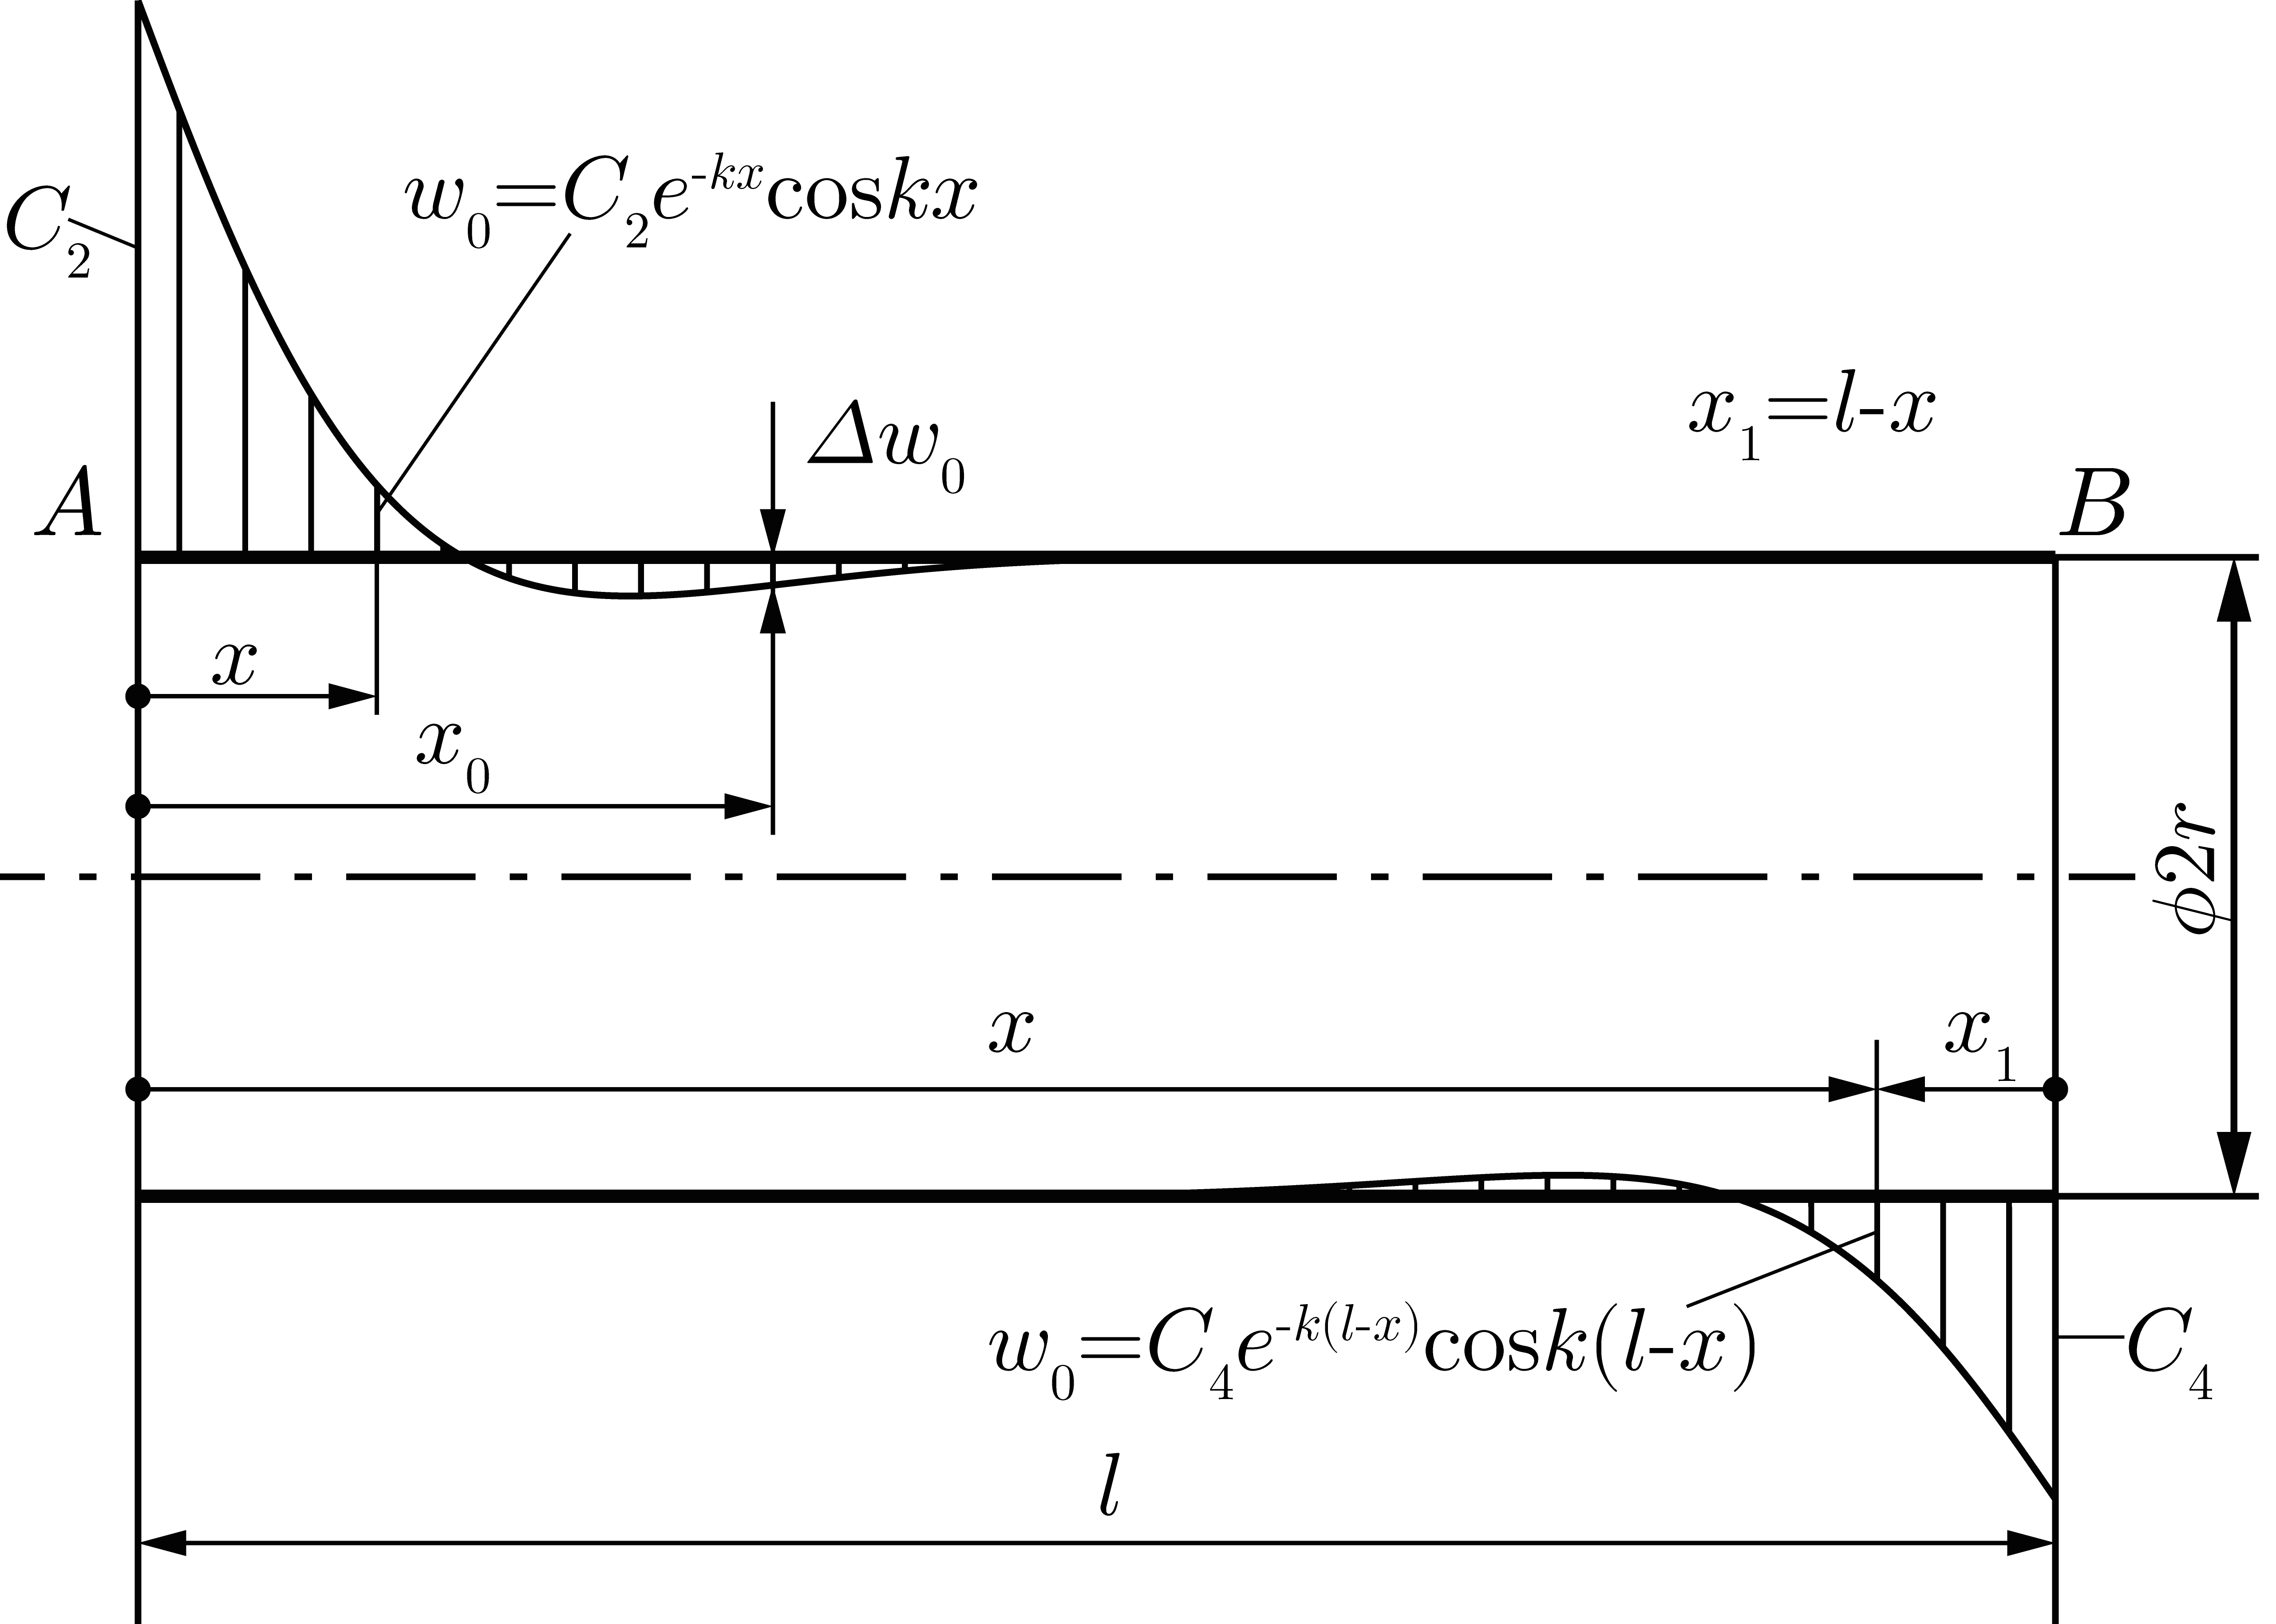 C₂
w₀=C₂e⁻ᵏˣcoskx
Δw₀
x₁=l-x
A
B
x
x₀
ϕ2r
x
x₁
w₀=C₄e⁻ᵏ⁽ˡ⁻ˣ⁾cosk(l-x)
C₄
l